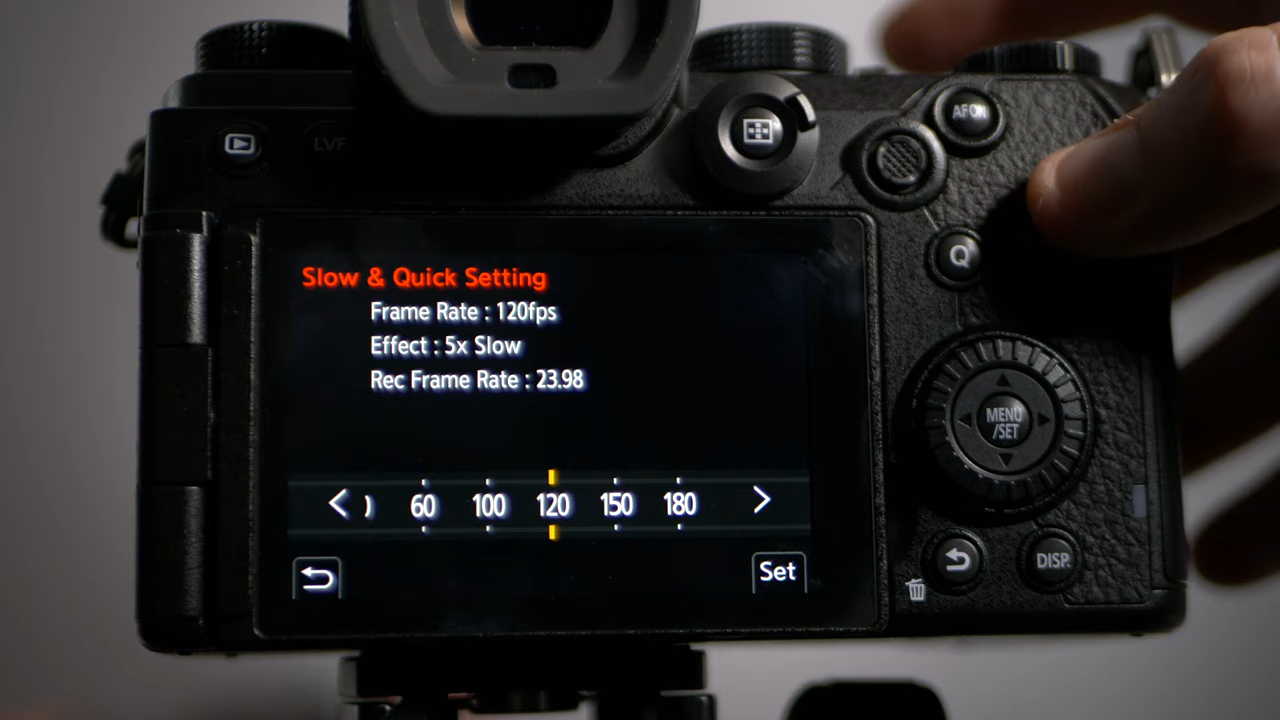 LVF
AF ON
Q
Slow & Quick Setting
Frame Rate : 120fps
Effect : 5x Slow
Rec Frame Rate : 23.98
60 100 120 150 180
Set
MENU
/SET
DISP.